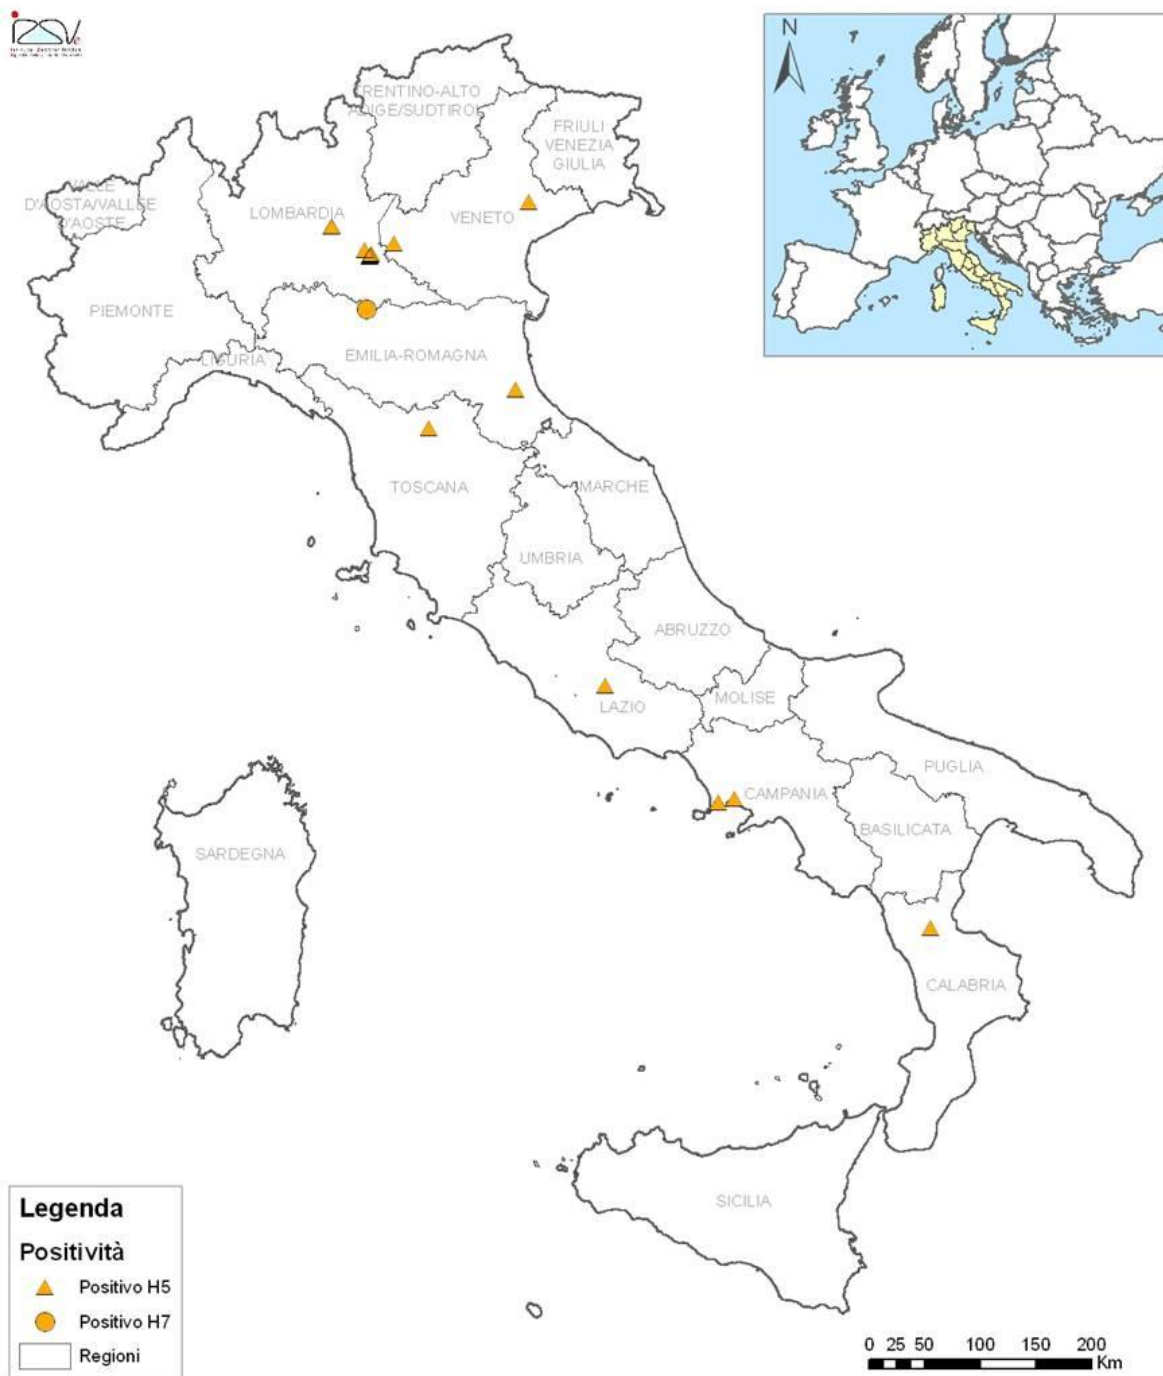 IZSVe
N
TRENTINO-ALTO
ADIGE/SUDTIROL
FRIULI
VENEZIA
GIULIA
VALLE
D'AOSTA/VALLEE
D'AOSTE
LOMBARDIA
VENETO
PIEMONTE
LIGURIA
EMILIA-ROMAGNA
TOSCANA
MARCHE
UMBRIA
ABRUZZO
LAZIO
MOLISE
PUGLIA
CAMPANIA
BASILICATA
SARDEGNA
CALABRIA
SICILIA
Legenda
Positività
Positivo H5
Positivo H7
Regioni
0 25 50 100 150 200
Km